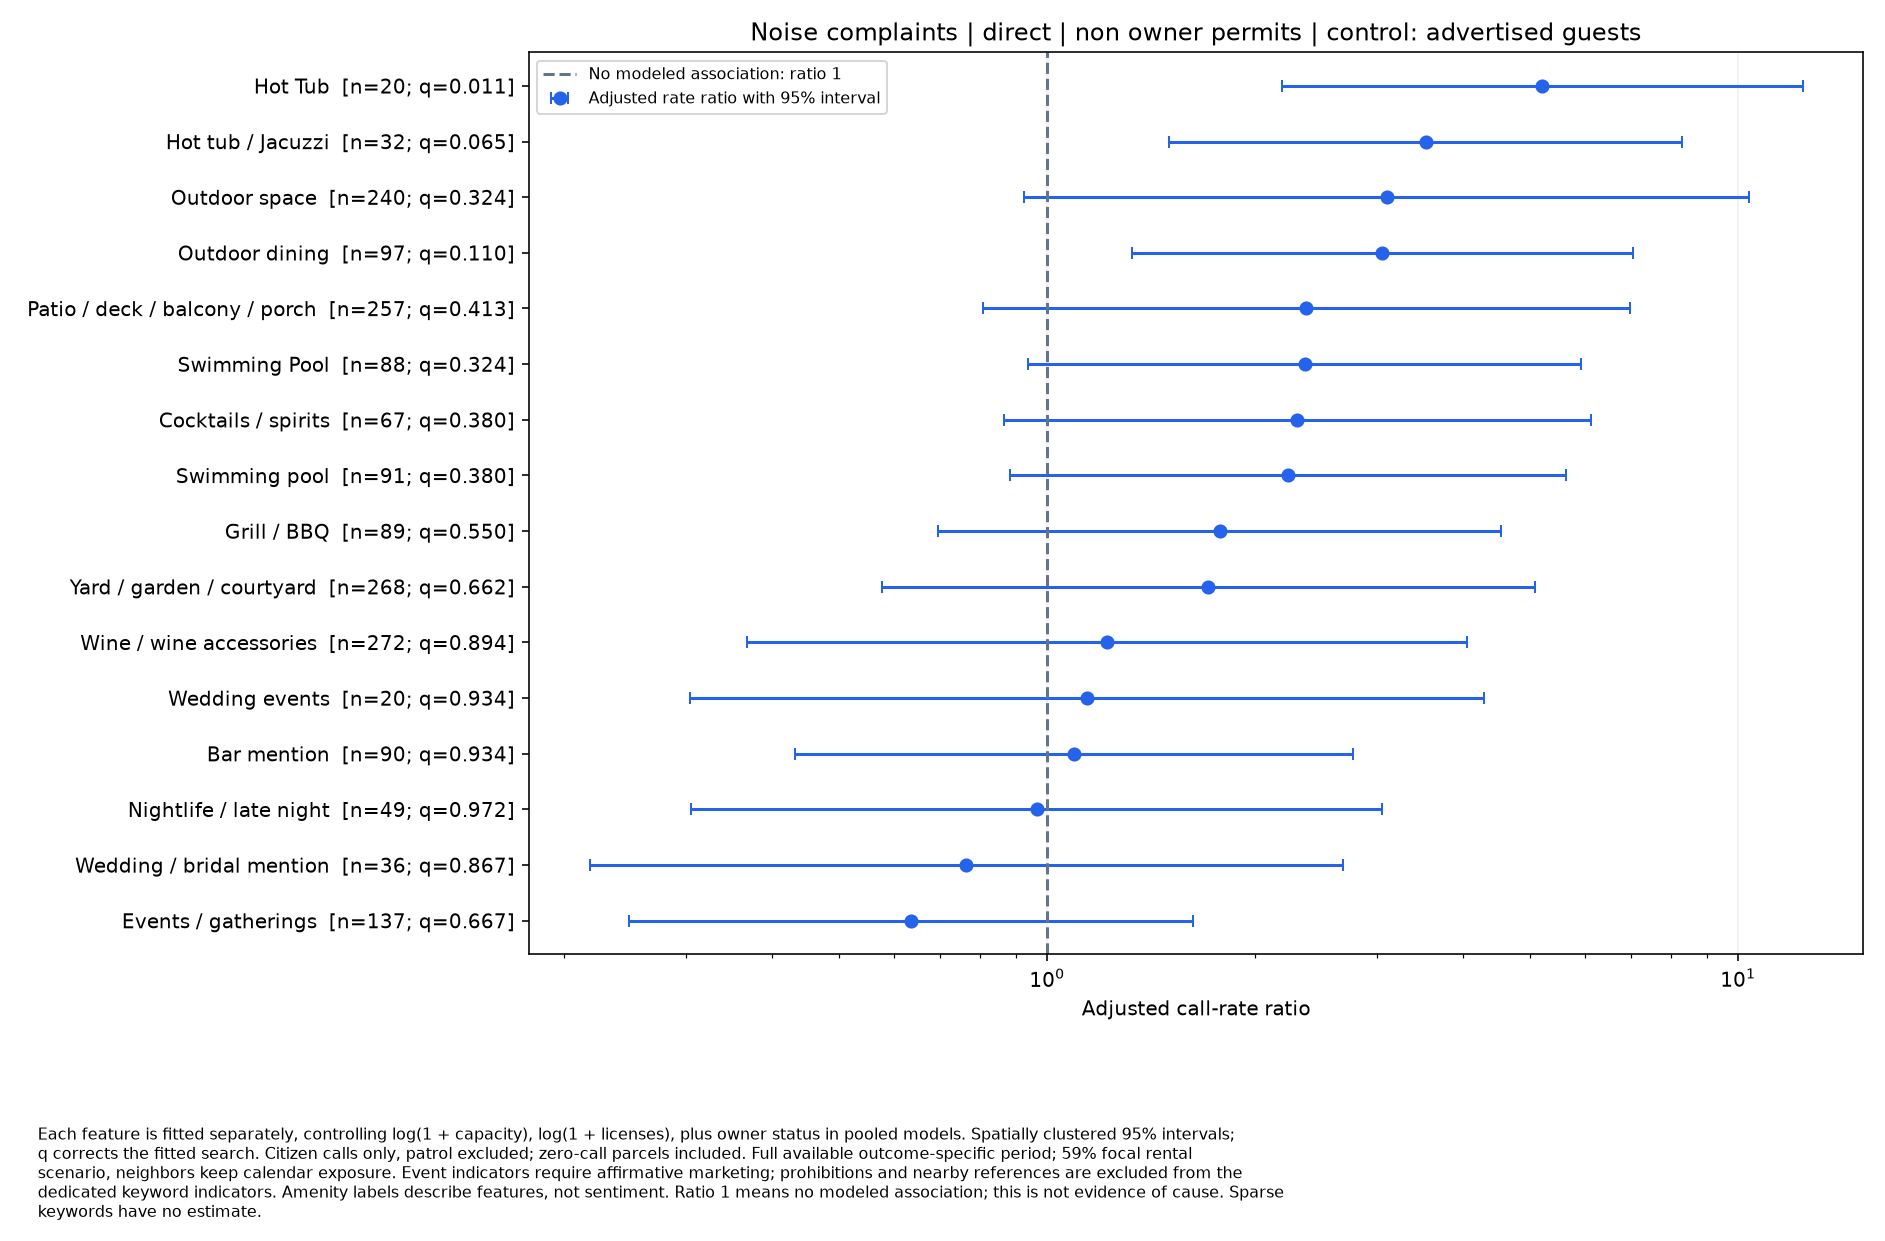 Noise complaints | direct | non owner permits | control: advertised guests
No modeled association: ratio 1
Adjusted rate ratio with 95% interval
Hot Tub [n=20; q=0.011]
Hot tub / Jacuzzi [n=32; q=0.065]
Outdoor space [n=240; q=0.324]
Outdoor dining [n=97; q=0.110]
Patio / deck / balcony / porch [n=257; q=0.413]
Swimming Pool [n=88; q=0.324]
Cocktails / spirits [n=67; q=0.380]
Swimming pool [n=91; q=0.380]
Grill / BBQ [n=89; q=0.550]
Yard / garden / courtyard [n=268; q=0.662]
Wine / wine accessories [n=272; q=0.894]
Wedding events [n=20; q=0.934]
Bar mention [n=90; q=0.934]
Nightlife / late night [n=49; q=0.972]
Wedding / bridal mention [n=36; q=0.867]
Events / gatherings [n=137; q=0.667]
10⁰ 10¹
Adjusted call-rate ratio
Each feature is fitted separately, controlling log(1 + capacity), log(1 + licenses), plus owner status in pooled models. Spatially clustered 95% intervals;
q corrects the fitted search. Citizen calls only, patrol excluded; zero-call parcels included. Full available outcome-specific period; 59% focal rental
scenario, neighbors keep calendar exposure. Event indicators require affirmative marketing; prohibitions and nearby references are excluded from the
dedicated keyword indicators. Amenity labels describe features, not sentiment. Ratio 1 means no modeled association; this is not evidence of cause. Sparse
keywords have no estimate.